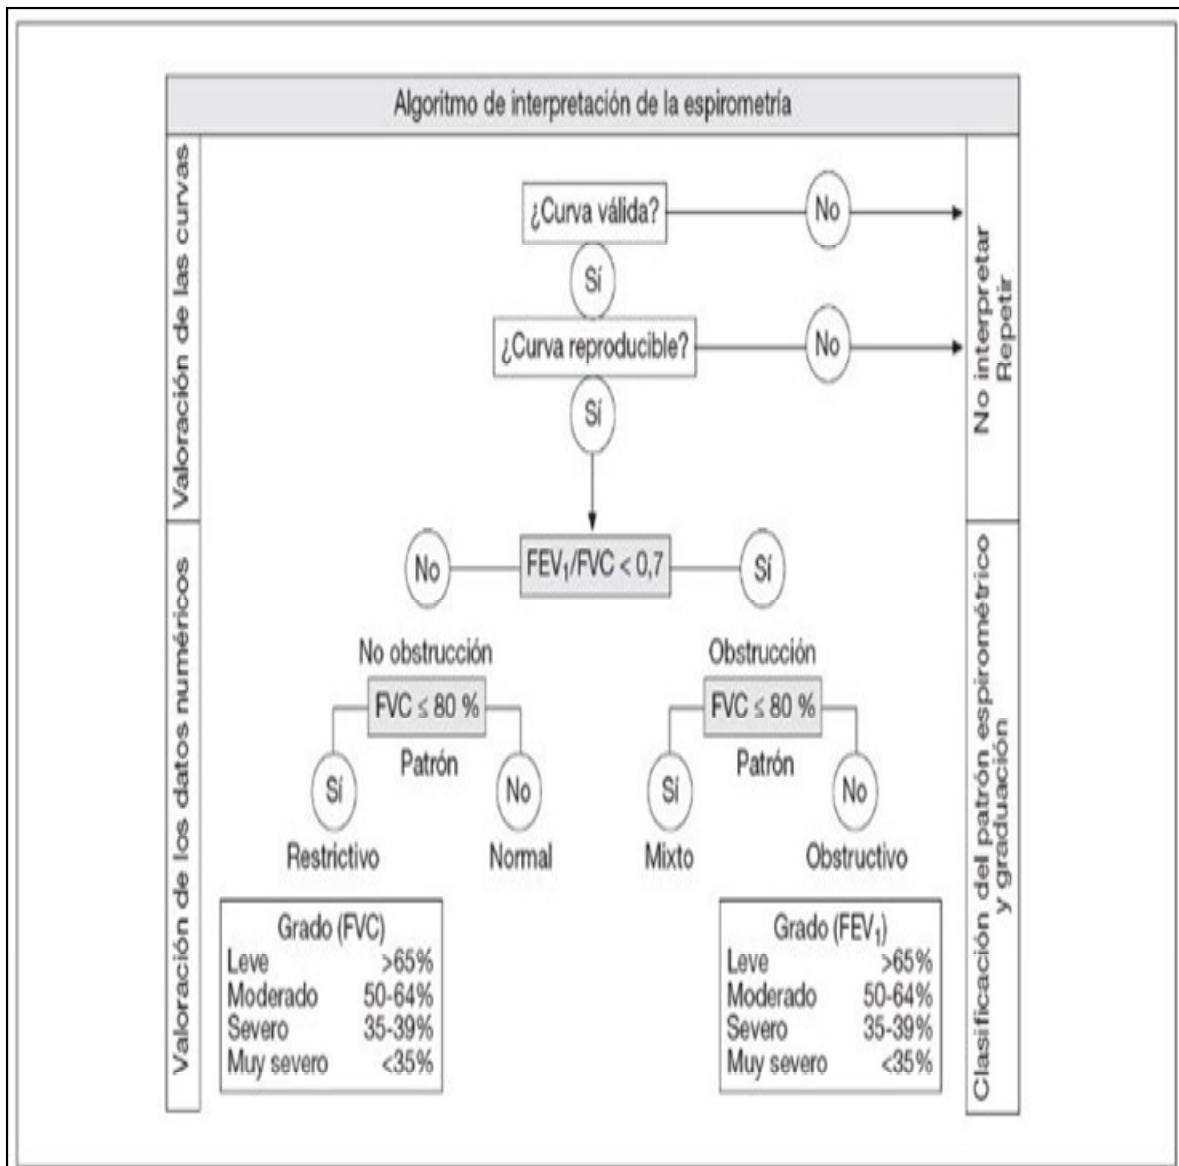 Algoritmo de interpretación de la espirometría
Valoración de las curvas
¿Curva válida?
No
Sí
¿Curva reproducible?
No
Sí
No interpretar
Repetir
Valoración de los datos numéricos
No
FEV₁/FVC < 0,7
Sí
No obstrucción
Obstrucción
FVC ≤ 80 %
FVC ≤ 80 %
Patrón
Patrón
Sí
No
Sí
No
Restrictivo
Normal
Mixto
Obstructivo
Grado (FVC)
Leve >65%
Moderado 50-64%
Severo 35-39%
Muy severo <35%
Grado (FEV₁)
Leve >65%
Moderado 50-64%
Severo 35-39%
Muy severo <35%
Clasificación del patrón espirométrico
y graduación